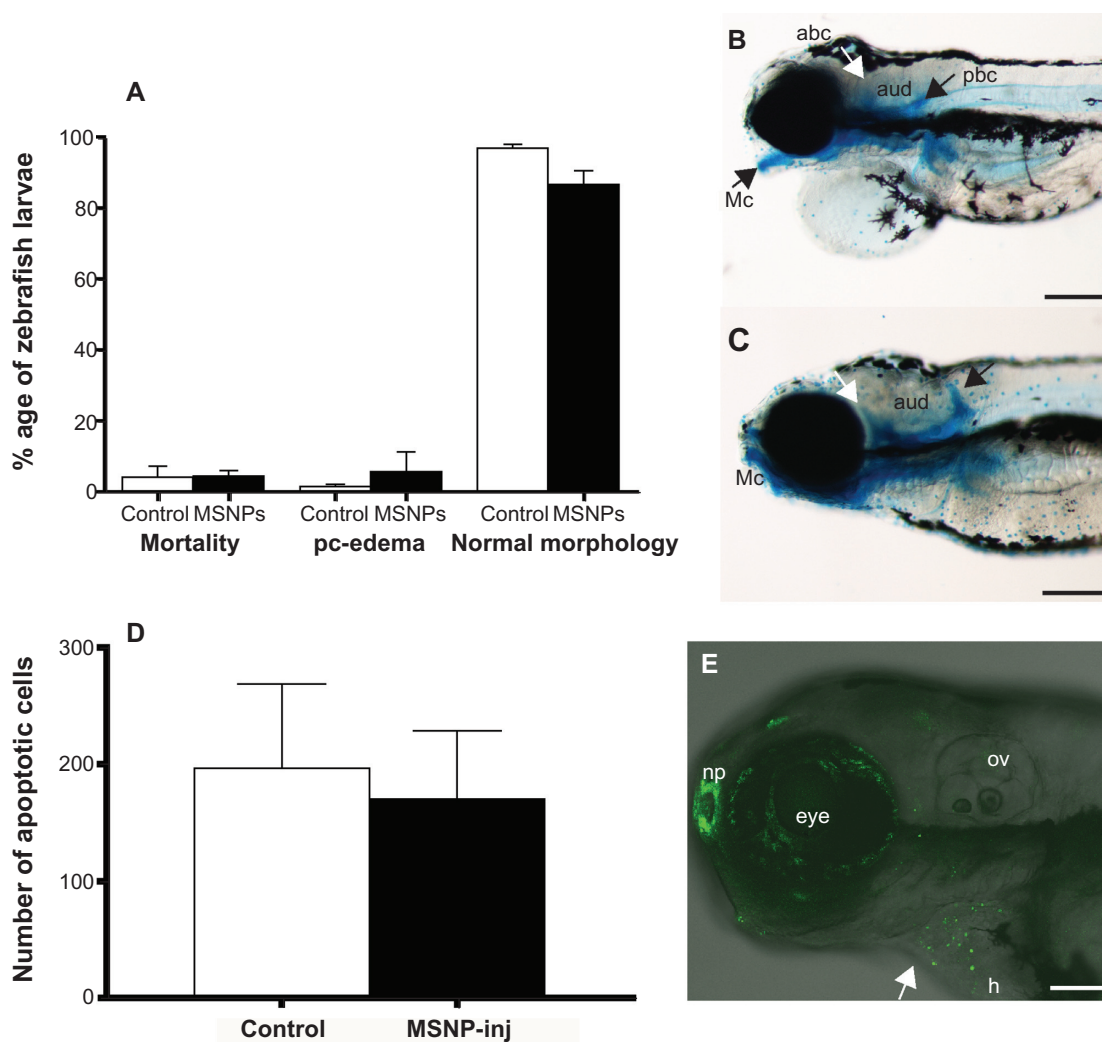 A
% age of zebrafish larvae
100
80
60
40
20
0
Control MSNPs Control MSNPs Control MSNPs
Mortality pc-edema Normal morphology
B
abc
aud
pbc
Mc
C
aud
Mc
D
Number of apoptotic cells
300
200
100
0
Control MSNP-inj
E
np
eye
ov
h